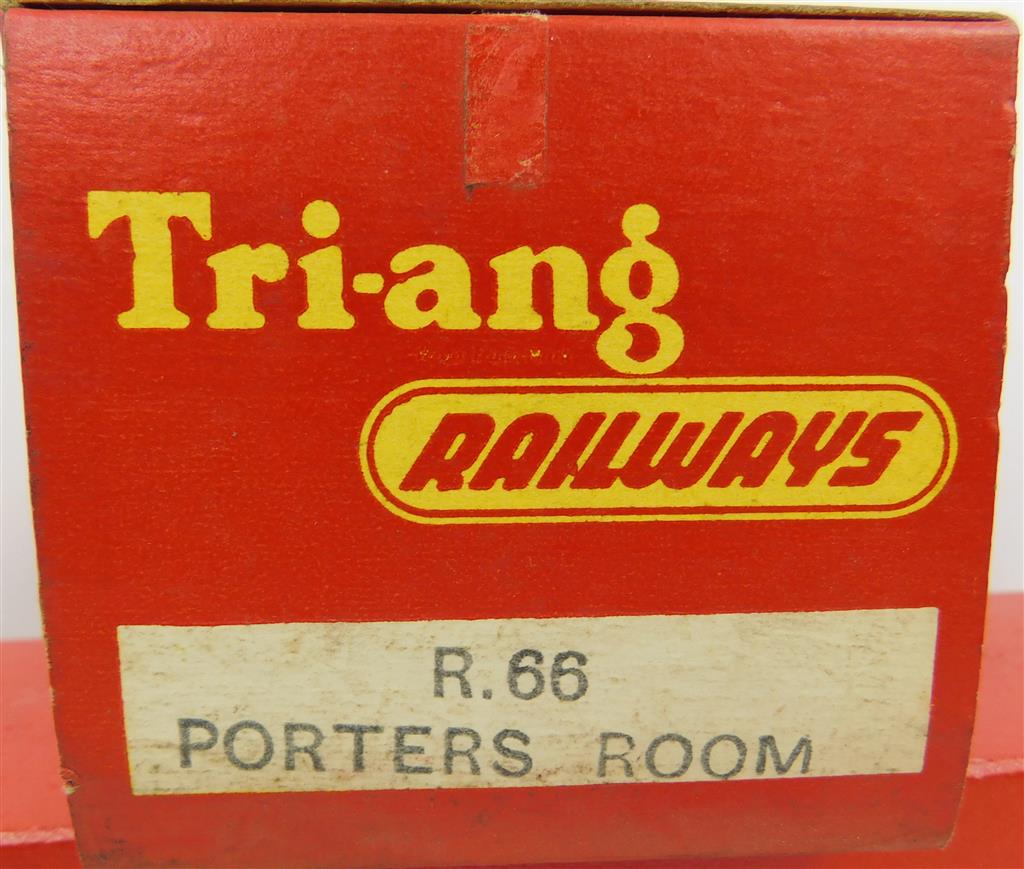 Tri-ang
RAILWAYS
R.66
PORTERS ROOM